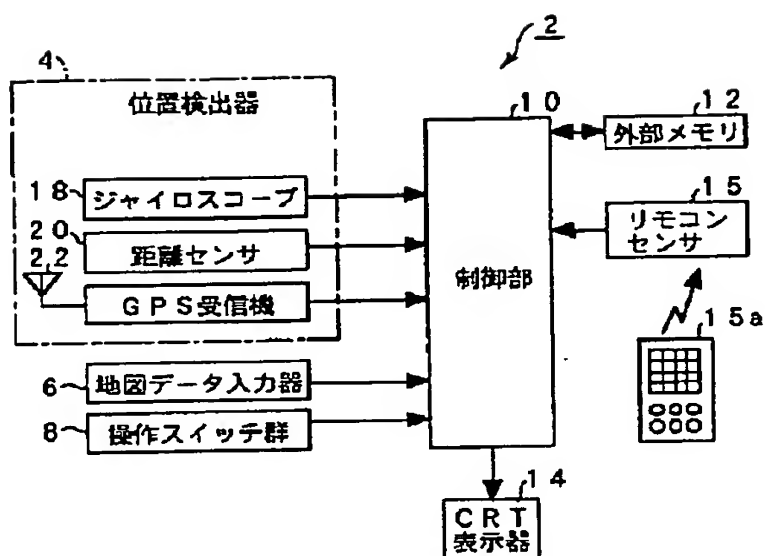 2
4
位置検出器
10
12
外部メモリ
18
ジャイロスコープ
15
リモコン
センサ
20
距離センサ
22
GPS受信機
制御部
15a
6
地図データ入力器
8
操作スイッチ群
14
CRT
表示器